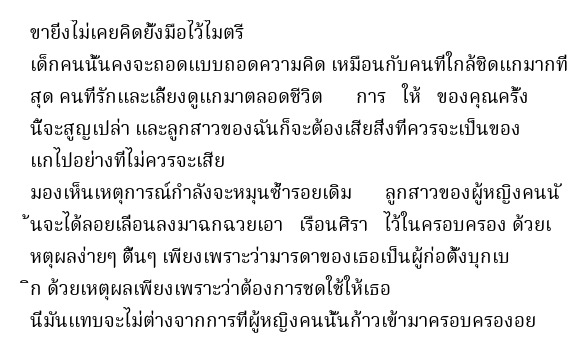 ขายิ่งไม่เคยคิดยั้งมือไว้ไมตรี
เด็กคนนั้นคงจะถอดแบบถอดความคิด เหมือนกับคนที่ใกล้ชิดแกมากที่
สุด คนที่รักและเลี้ยงดูแกมาตลอดชีวิต การ ให้ ของคุณครั้ง
นี้จะสูญเปล่า และลูกสาวของฉันก็จะต้องเสียสิ่งที่ควรจะเป็นของ
แกไปอย่างที่ไม่ควรจะเสีย
มองเห็นเหตุการณ์กำลังจะหมุนซ้ำรอยเดิม ลูกสาวของผู้หญิงคนนั
้นจะได้ลอยเลื่อนลงมาฉกฉวยเอา เรือนศิรา ไว้ในครอบครอง ด้วยเ
หตุผลง่ายๆ ตื้นๆ เพียงเพราะว่ามารดาของเธอเป็นผู้ก่อตั้งบุกเบ
ิก ด้วยเหตุผลเพียงเพราะว่าต้องการชดใช้ให้เธอ
นี่มันแทบจะไม่ต่างจากการที่ผู้หญิงคนนั้นก้าวเข้ามาครอบครองอย